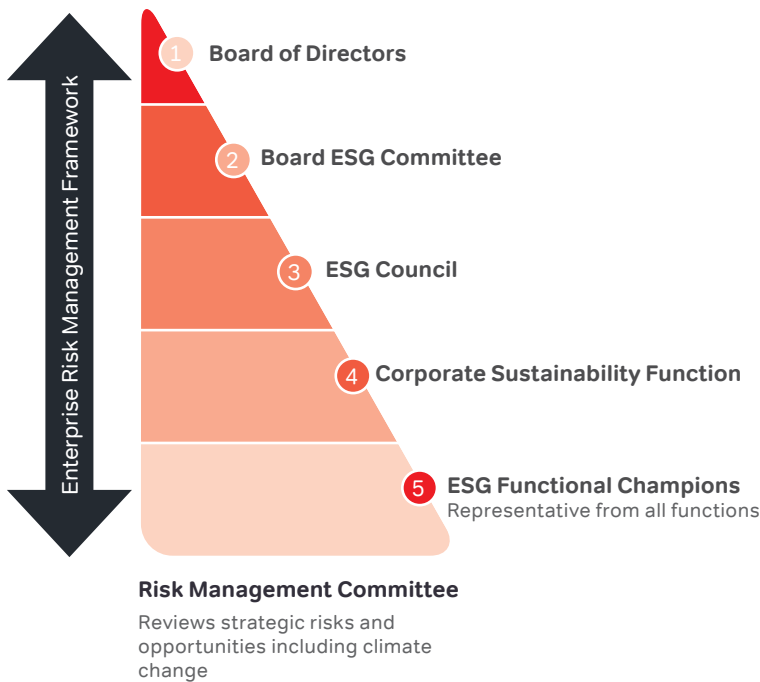 Enterprise Risk Management Framework
1
Board of Directors
2
Board ESG Committee
3
ESG Council
4
Corporate Sustainability Function
5
ESG Functional Champions
Representative from all functions
Risk Management Committee
Reviews strategic risks and
opportunities including climate
change